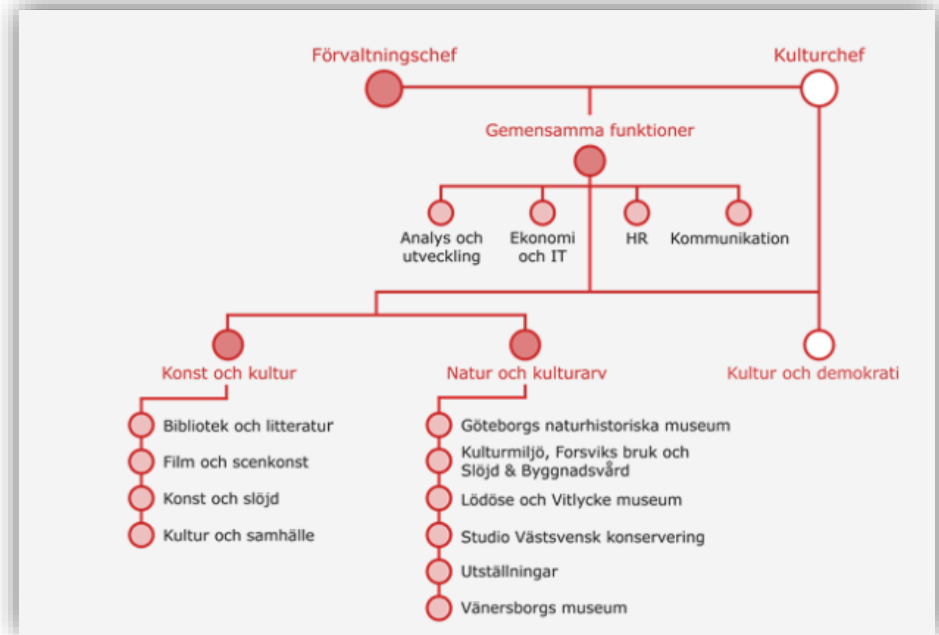 Förvaltningschef
Kulturchef
Gemensamma funktioner
Analys och
utveckling
Ekonomi
och IT
HR
Kommunikation
Konst och kultur
Natur och kulturarv
Kultur och demokrati
Bibliotek och litteratur
Film och scenkonst
Konst och slöjd
Kultur och samhälle
Göteborgs naturhistoriska museum
Kulturmiljö, Forsviks bruk och
Slöjd & Byggnadsvård
Lödöse och Vitlycke museum
Studio Västsvensk konservering
Utställningar
Vänersborgs museum